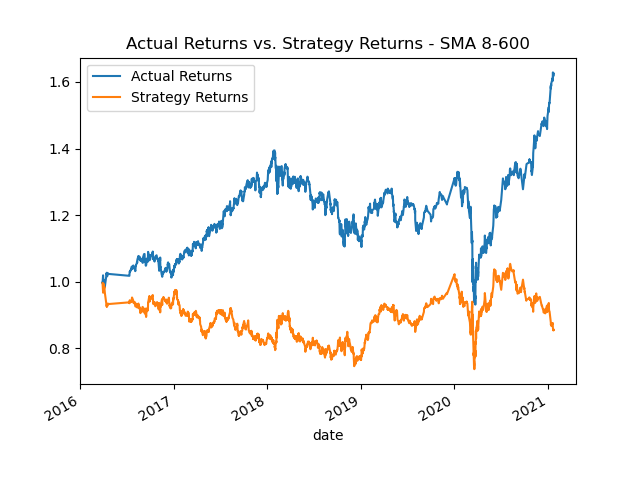 Actual Returns vs. Strategy Returns - SMA 8-600
Actual Returns
Strategy Returns
1.6
1.4
1.2
1.0
0.8
2016
2017
2018
2019
2020
2021
date